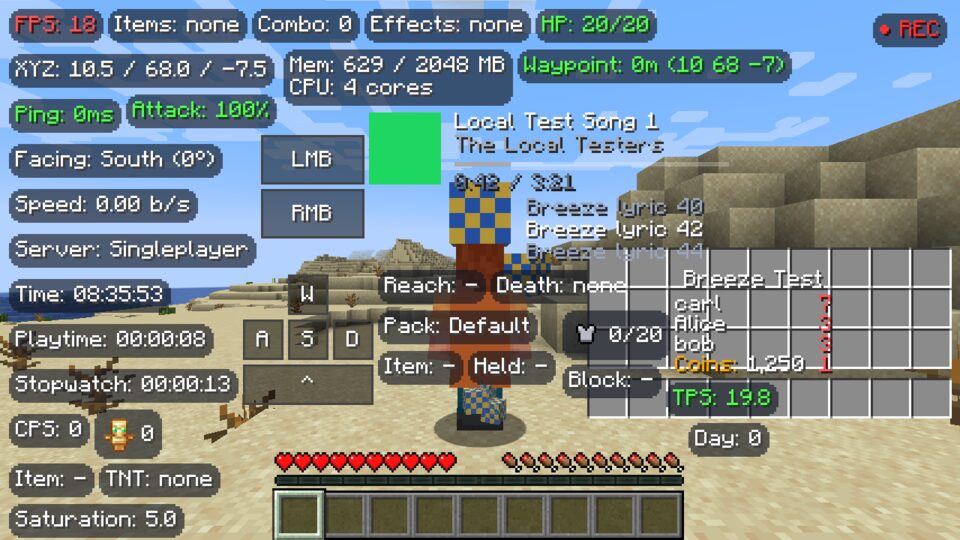 FPS: 18 Items: none Combo: 0 Effects: none HP: 20/20
REC
XYZ: 10.5 / 68.0 / -7.5
Mem: 629 / 2048 MB
CPU: 4 cores
Waypoint: 0m (10 68 -7)
Ping: 0ms Attack: 100%
Local Test Song 1
The Local Testers
0:42 / 3:21
Facing: South (0°)
LMB
RMB
Speed: 0.00 b/s
Breeze lyric 40
Breeze lyric 42
Breeze lyric 44
Server: Singleplayer
Time: 08:35:53
W
A S D
^
Reach: - Death: none
Pack: Default
Item: - Held: -
0/20
Block: -
Breeze Test
carl 7
Alice 3
bob 3
Coins: 1,250 1
TPS: 19.8
Day: 0
Playtime: 00:00:08
Stopwatch: 00:00:13
CPS: 0
0
Item: - TNT: none
Saturation: 5.0